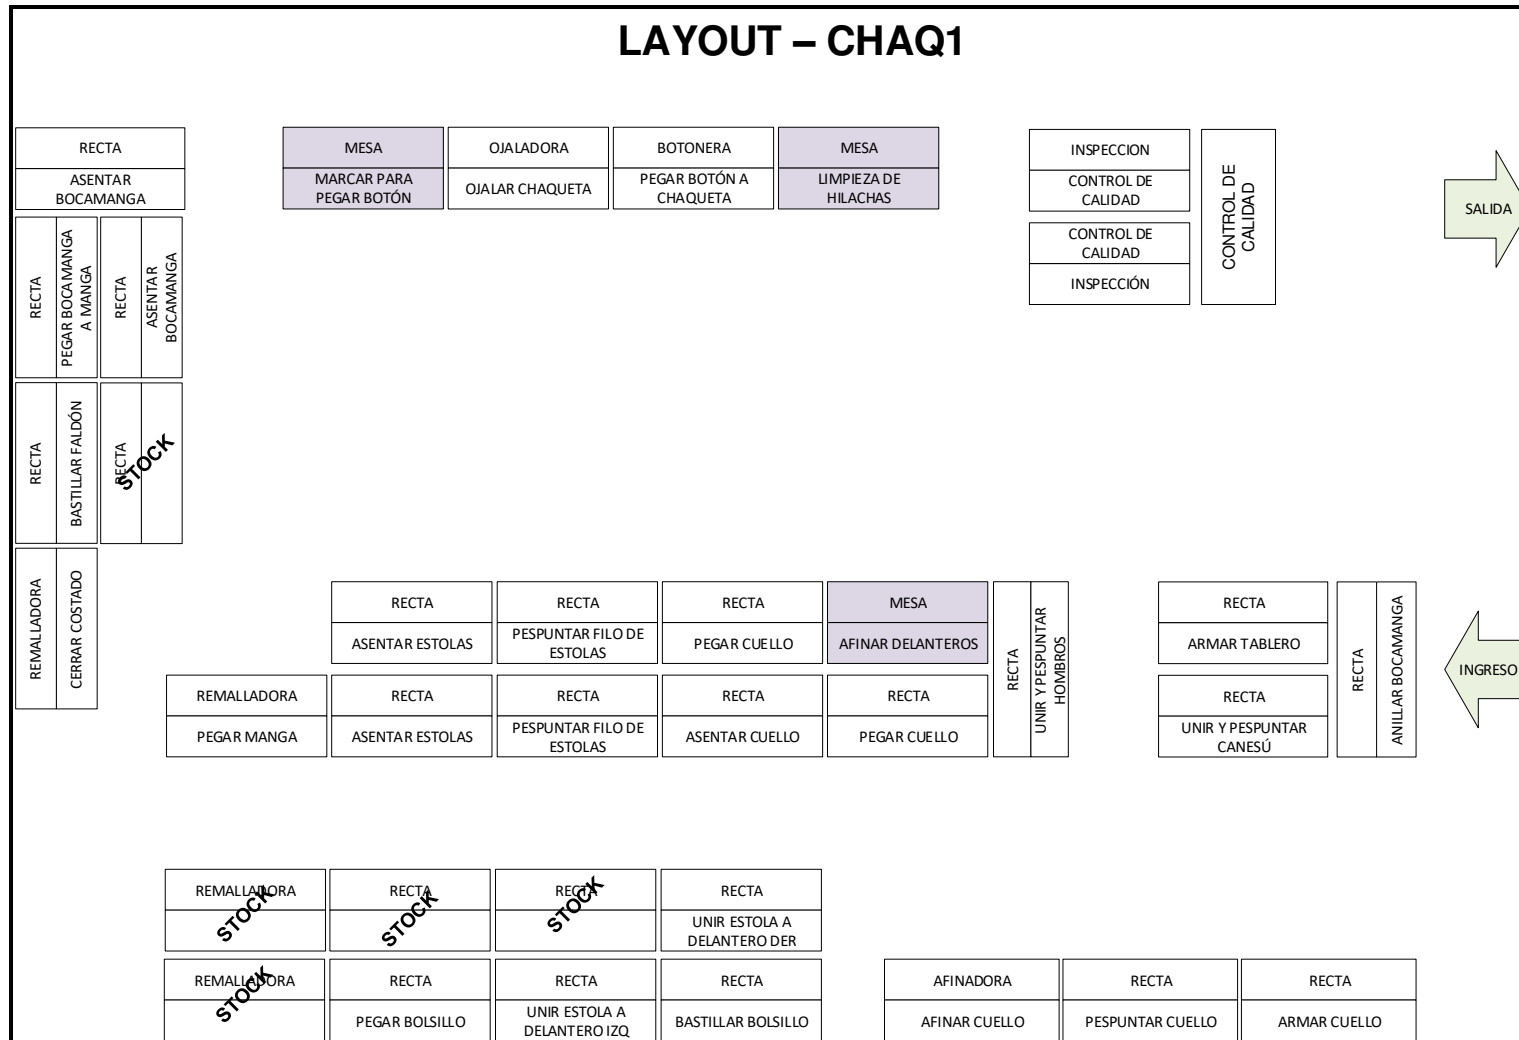 LAYOUT – CHAQ1
RECTA
ASENTAR
BOCAMANGA
MESA
MARCAR PARA
PEGAR BOTÓN
OJALADORA
OJALAR CHAQUETA
BOTONERA
PEGAR BOTÓN A
CHAQUETA
MESA
LIMPIEZA DE
HILACHAS
INSPECCION
CONTROL DE
CALIDAD
CONTROL DE
CALIDAD
INSPECCIÓN
CONTROL DE
CALIDAD
SALIDA
RECTA
PEGAR BOCAMANGA
A MANGA
RECTA
ASENTAR
BOCAMANGA
RECTA
BASTILLAR FALDÓN
RECTA
STOCK
REMALLADORA
CERRAR COSTADO
RECTA
ASENTAR ESTOLAS
RECTA
PESPUNTAR FILO DE
ESTOLAS
RECTA
PEGAR CUELLO
MESA
AFINAR DELANTEROS
RECTA
UNIR Y PESPUNTAR
HOMBROS
RECTA
ARMAR TABLERO
RECTA
ANILLAR BOCAMANGA
INGRESO
REMALLADORA
PEGAR MANGA
RECTA
ASENTAR ESTOLAS
RECTA
PESPUNTAR FILO DE
ESTOLAS
RECTA
ASENTAR CUELLO
RECTA
PEGAR CUELLO
RECTA
UNIR Y PESPUNTAR
CANESÚ
REMALLADORA
STOCK
RECTA
STOCK
RECTA
STOCK
RECTA
UNIR ESTOLA A
DELANTERO DER
REMALLADORA
STOCK
RECTA
PEGAR BOLSILLO
RECTA
UNIR ESTOLA A
DELANTERO IZQ
RECTA
BASTILLAR BOLSILLO
AFINADORA
AFINAR CUELLO
RECTA
PESPUNTAR CUELLO
RECTA
ARMAR CUELLO